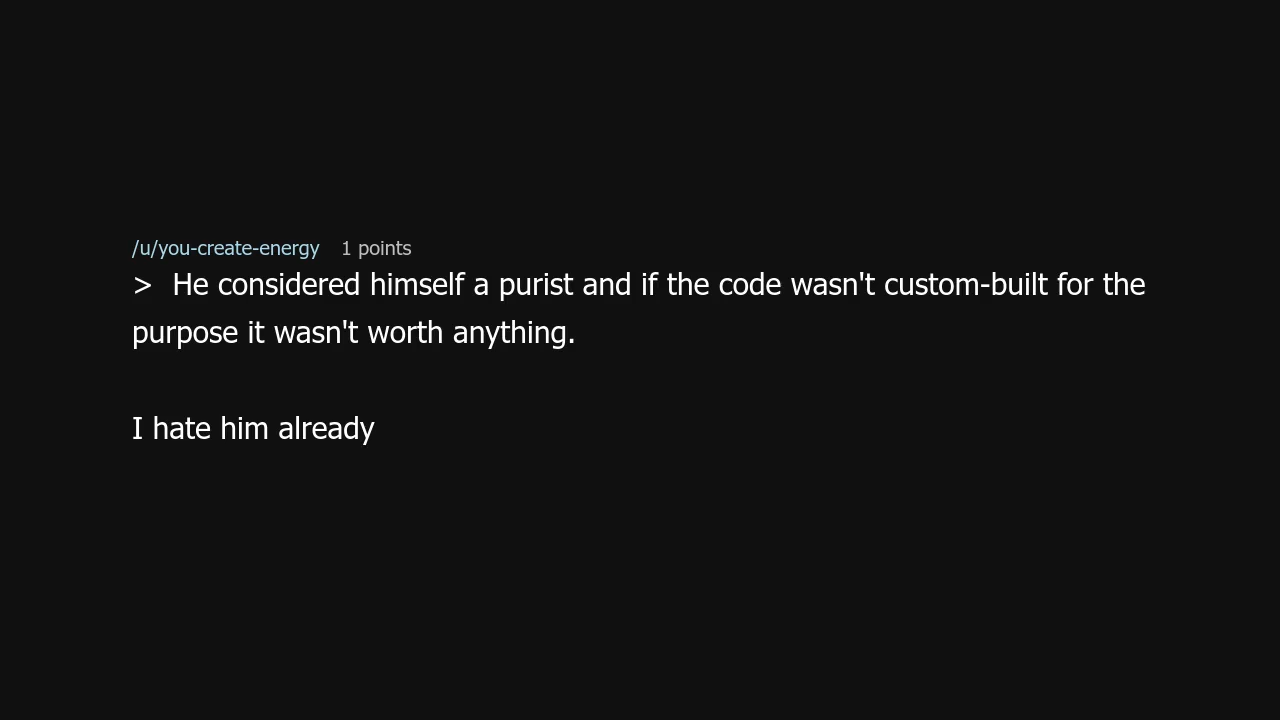 /u/you-create-energy 1 points
> He considered himself a purist and if the code wasn't custom-built for the
purpose it wasn't worth anything.
I hate him already